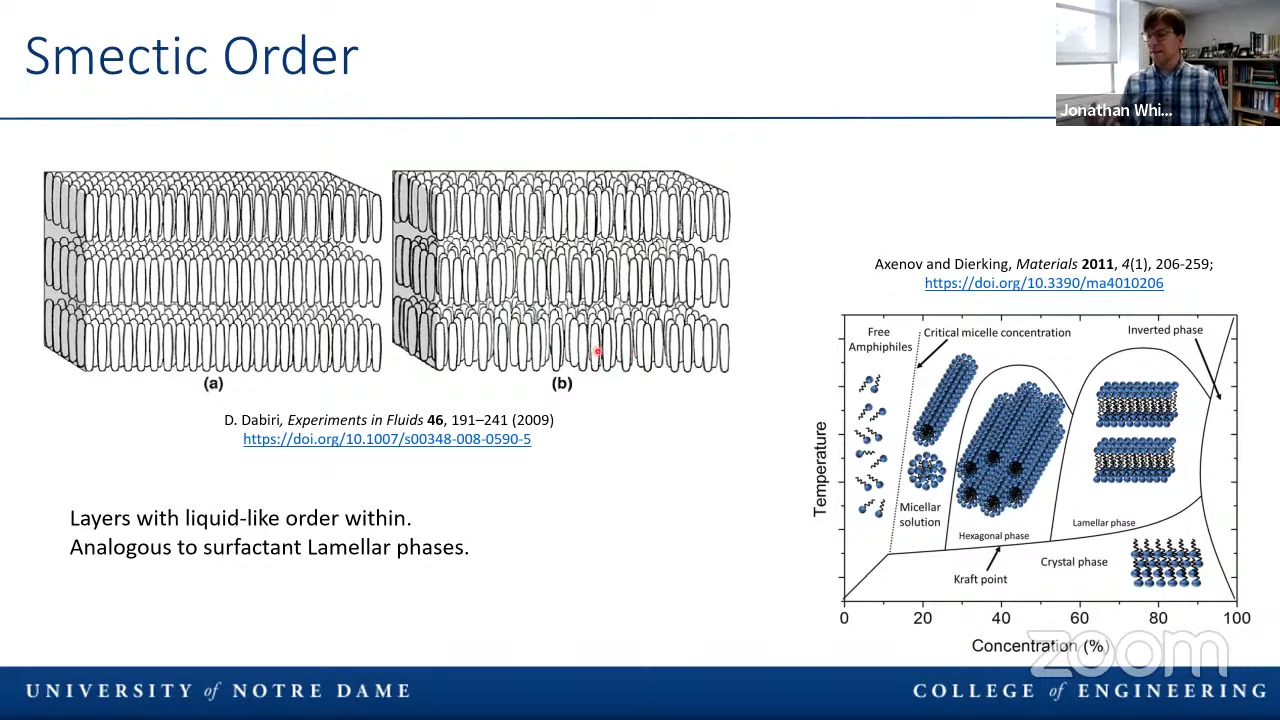 Smectic Order
Jonathan Whi...
(a)
(b)
D. Dabiri, Experiments in Fluids 46, 191–241 (2009)
https://doi.org/10.1007/s00348-008-0590-5
Layers with liquid-like order within.
Analogous to surfactant Lamellar phases.
Axenov and Dierking, Materials 2011, 4(1), 206-259;
https://doi.org/10.3390/ma4010206
Free
Amphiphiles
Critical micelle concentration
Inverted phase
Temperature
Micellar
solution
Hexagonal phase
Lamellar phase
Kraft point
Crystal phase
0 20 40 60 80 100
Concentration (%)
zoom
UNIVERSITY of NOTRE DAME
COLLEGE of ENGINEERING